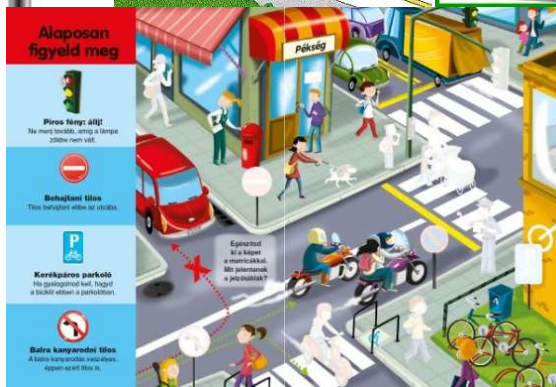 Alaposan
figyeld meg
Piros fény: állj!
Ne menj tovább, amíg a lámpa
zöldre nem vált.
Behajtani tilos
Tilos behajtani ebbe az utcába.
P
Kerékpáros parkoló
Ha gyalogolnod kell, hagyd
a biciklit ebben a parkolóban.
Balra kanyarodni tilos
A balra kanyarodás veszélyes,
éppen ezért tilos is.
Pékség
Egészítsd
ki a képet
a matricákkal.
Mit jelentenek
a jelzőtáblák?